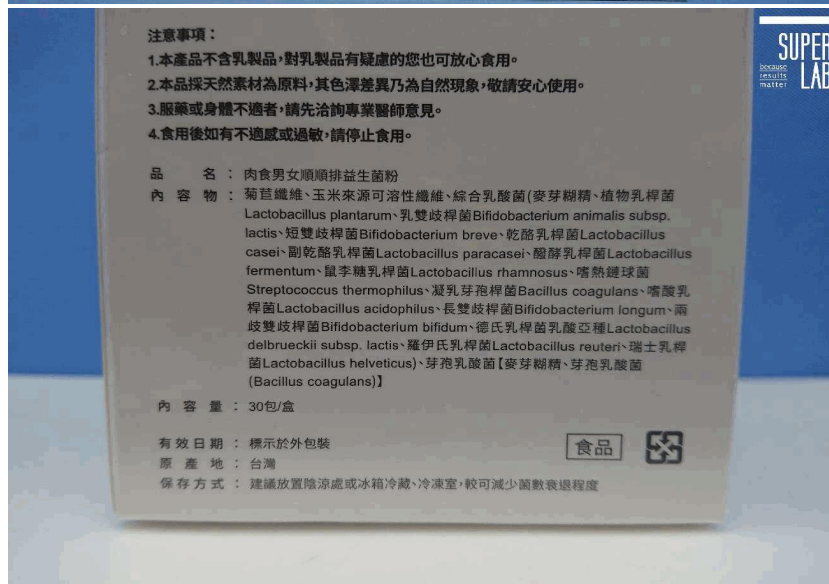 注意事項：
1.本產品不含乳製品，對乳製品有疑慮的您也可放心食用。
2.本品採天然素材為原料，其色澤差異乃為自然現象，敬請安心使用。
3.服藥或身體不適者，請先洽詢專業醫師意見。
4.食用後如有不適感或過敏，請停止食用。
品　　名：肉食男女順順排益生菌粉
內 容 物：菊苣纖維、玉米來源可溶性纖維、綜合乳酸菌(麥芽糊精、植物乳桿菌
Lactobacillus plantarum、乳雙歧桿菌Bifidobacterium animalis subsp.
lactis、短雙歧桿菌Bifidobacterium breve、乾酪乳桿菌Lactobacillus
casei、副乾酪乳桿菌Lactobacillus paracasei、醱酵乳桿菌Lactobacillus
fermentum、鼠李糖乳桿菌Lactobacillus rhamnosus、嗜熱鏈球菌
Streptococcus thermophilus、凝乳芽孢桿菌Bacillus coagulans、嗜酸乳
桿菌Lactobacillus acidophilus、長雙歧桿菌Bifidobacterium longum、兩
歧雙歧桿菌Bifidobacterium bifidum、德氏乳桿菌乳酸亞種Lactobacillus
delbrueckii subsp. lactis、羅伊氏乳桿菌Lactobacillus reuteri、瑞士乳桿
菌Lactobacillus helveticus)、芽孢乳酸菌【麥芽糊精、芽孢乳酸菌
(Bacillus coagulans)】
內 容 量：30包/盒
有效日期：標示於外包裝
原 產 地：台灣
保存方式：建議放置陰涼處或冰箱冷藏、冷凍室，較可減少菌數衰退程度
食品
SUPER
LAB
because
results
matter